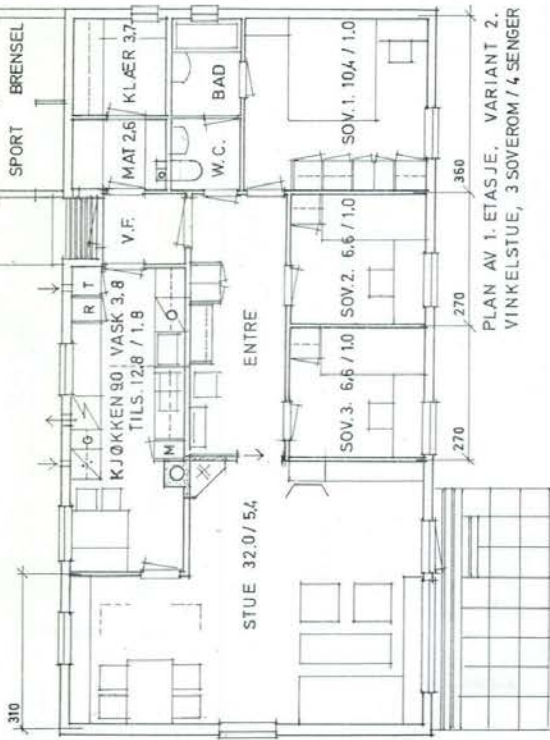 SPORT
BRENSEL
MAT 2,6
KLÆR 3,7
V.F.
W.C.
BAD
R
T
G
KJØKKEN 9.0 VASK 3.8
TILS. 12.8 / 1.8
M
ENTRE
STUE 32.0 / 5,4
SOV.1. 10,4 / 1.0
SOV.2. 6,6 / 1.0
SOV.3. 6,6 / 1.0
310
270
270
360
PLAN AV 1. ETASJE, VARIANT 2.
VINKELSTUE, 3 SOVEROM / 4 SENGER